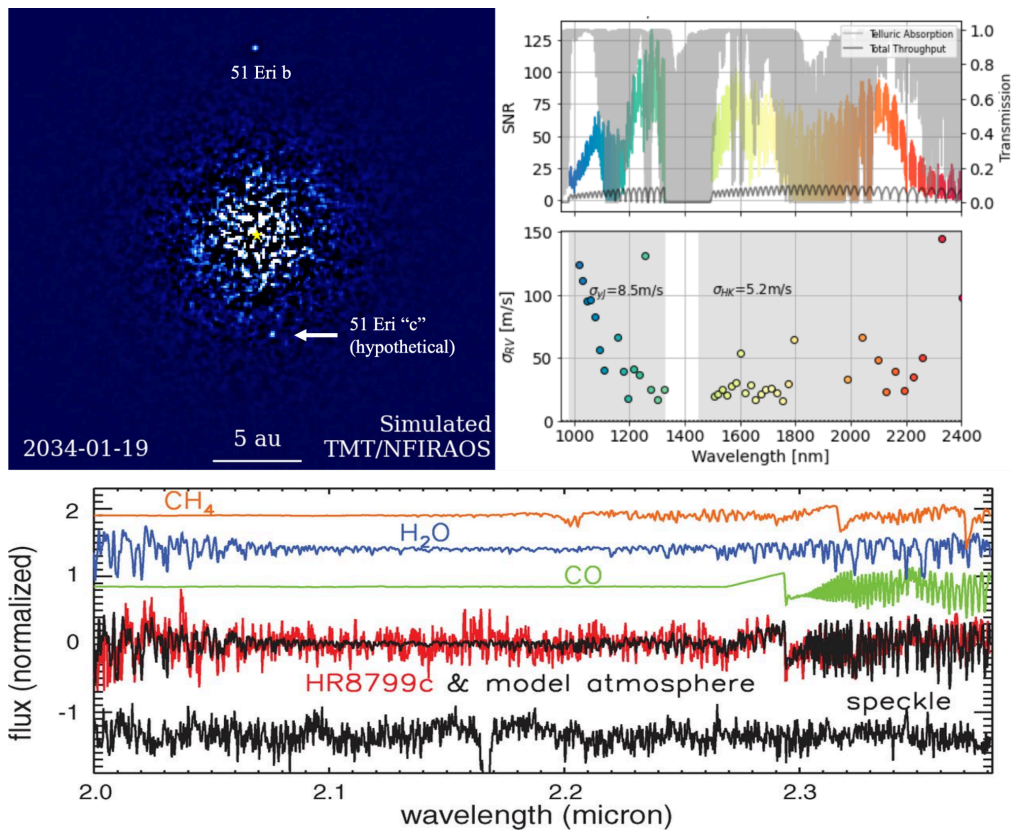 51 Eri b
51 Eri “c”
(hypothetical)
2034-01-19
5 au
Simulated
TMT/NFIRAOS
Telluric Absorption
Total Throughput
SNR
125
100
75
50
25
0
Transmission
1.0
0.8
0.6
0.4
0.2
0.0
σRV [m/s]
150
100
50
0
σyJ=8.5m/s
σHK=5.2m/s
1000 1200 1400 1600 1800 2000 2200 2400
Wavelength [nm]
flux (normalized)
2
1
0
-1
CH4
H2O
CO
HR8799c & model atmosphere
speckle
2.0 2.1 2.2 2.3
wavelength (micron)